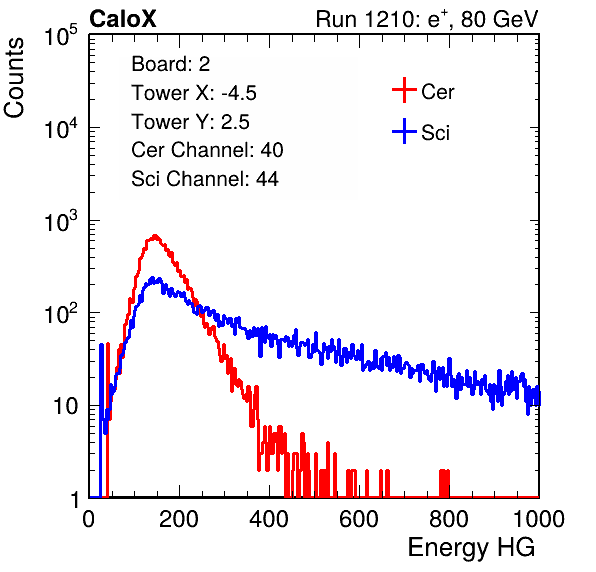 CaloX Run 1210: e⁺, 80 GeV
Counts
10⁵
10⁴
10³
10²
10
1
Board: 2
Tower X: -4.5
Tower Y: 2.5
Cer Channel: 40
Sci Channel: 44
Cer
Sci
0 200 400 600 800 1000
Energy HG